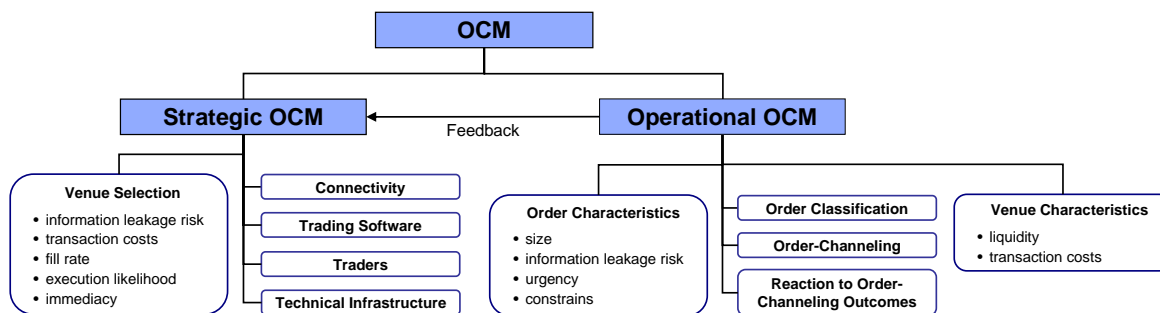 OCM
Strategic OCM
Feedback
Operational OCM
Venue Selection
• information leakage risk
• transaction costs
• fill rate
• execution likelihood
• immediacy
Connectivity
Trading Software
Traders
Technical Infrastructure
Order Characteristics
• size
• information leakage risk
• urgency
• constrains
Order Classification
Order-Channeling
Reaction to Order-
Channeling Outcomes
Venue Characteristics
• liquidity
• transaction costs